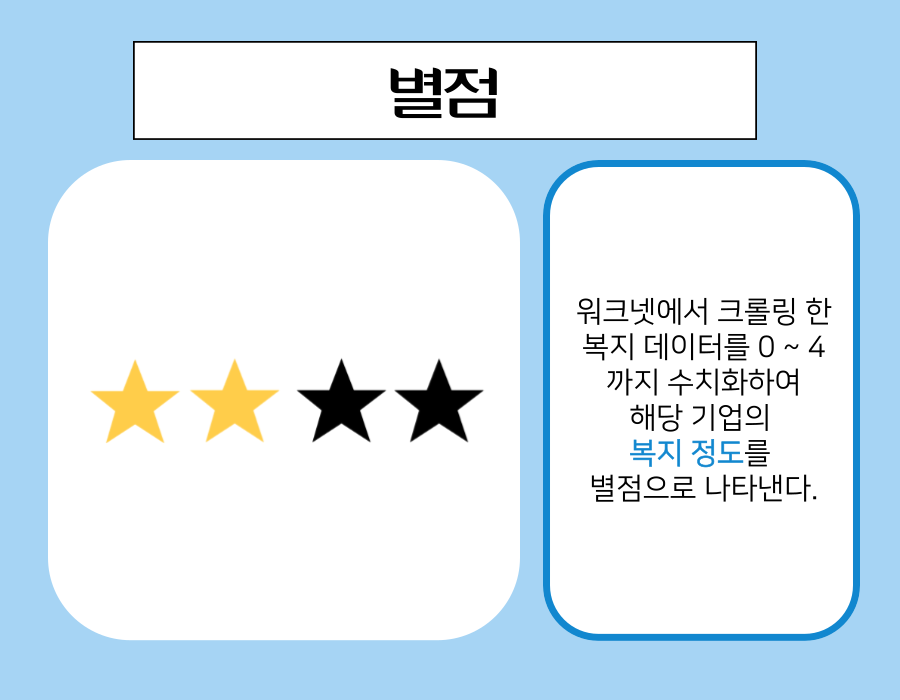 별점
워크넷에서 크롤링 한
복지 데이터를 0 ~ 4
까지 수치화하여
해당 기업의
복지 정도를
별점으로 나타낸다.